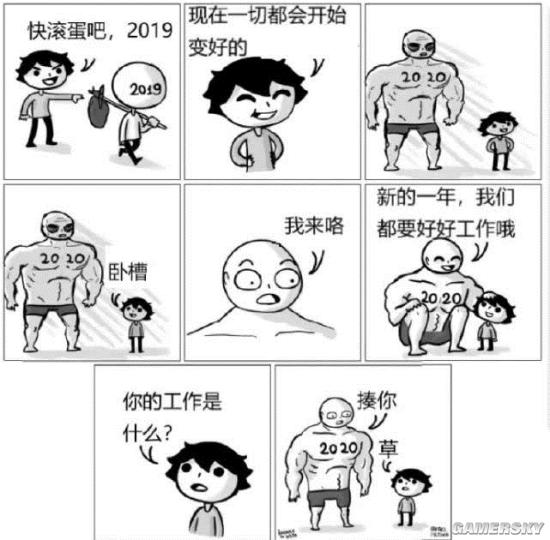 快滚蛋吧，2019
2019
现在一切都会开始
变好的
2020
2020
卧槽
我来咯
新的一年，我们
都要好好工作哦
2020
你的工作是
什么？
揍你
2020
草
GAMERSKY